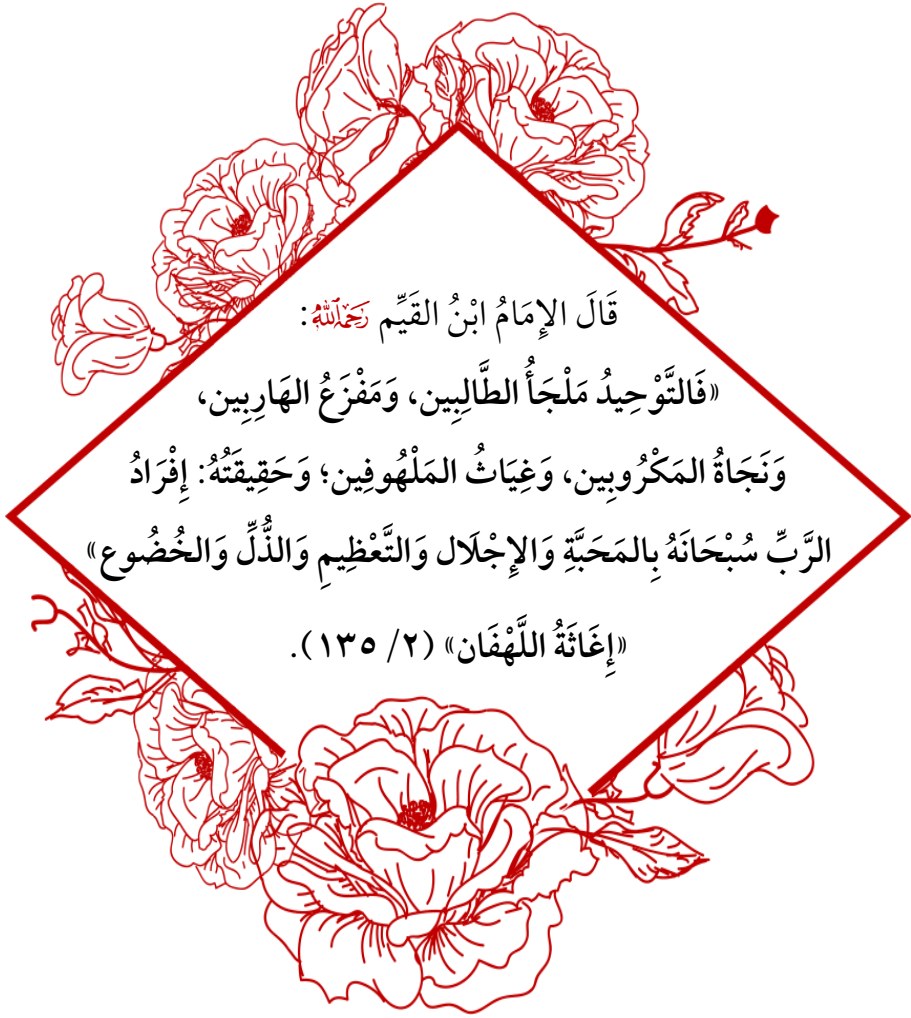 قَالَ الإِمَامُ ابْنُ القَيِّم رَحِمَهُ اللَّهُ:
«فَالتَّوْحِيدُ مَلْجَأُ الطَّالِبِين، وَمَفْزَعُ الهَارِبِين،
وَنَجَاةُ المَكْرُوبِين، وَغِيَاثُ المَلْهُوفِين؛ وَحَقِيقَتُهُ: إِفْرَادُ
الرَّبِّ سُبْحَانَهُ بِالمَحَبَّةِ وَالإِجْلَال وَالتَّعْظِيمِ وَالذُّلِّ وَالخُضُوع»
«إِغَاثَةُ اللَّهْفَان» (٢/ ١٣٥).